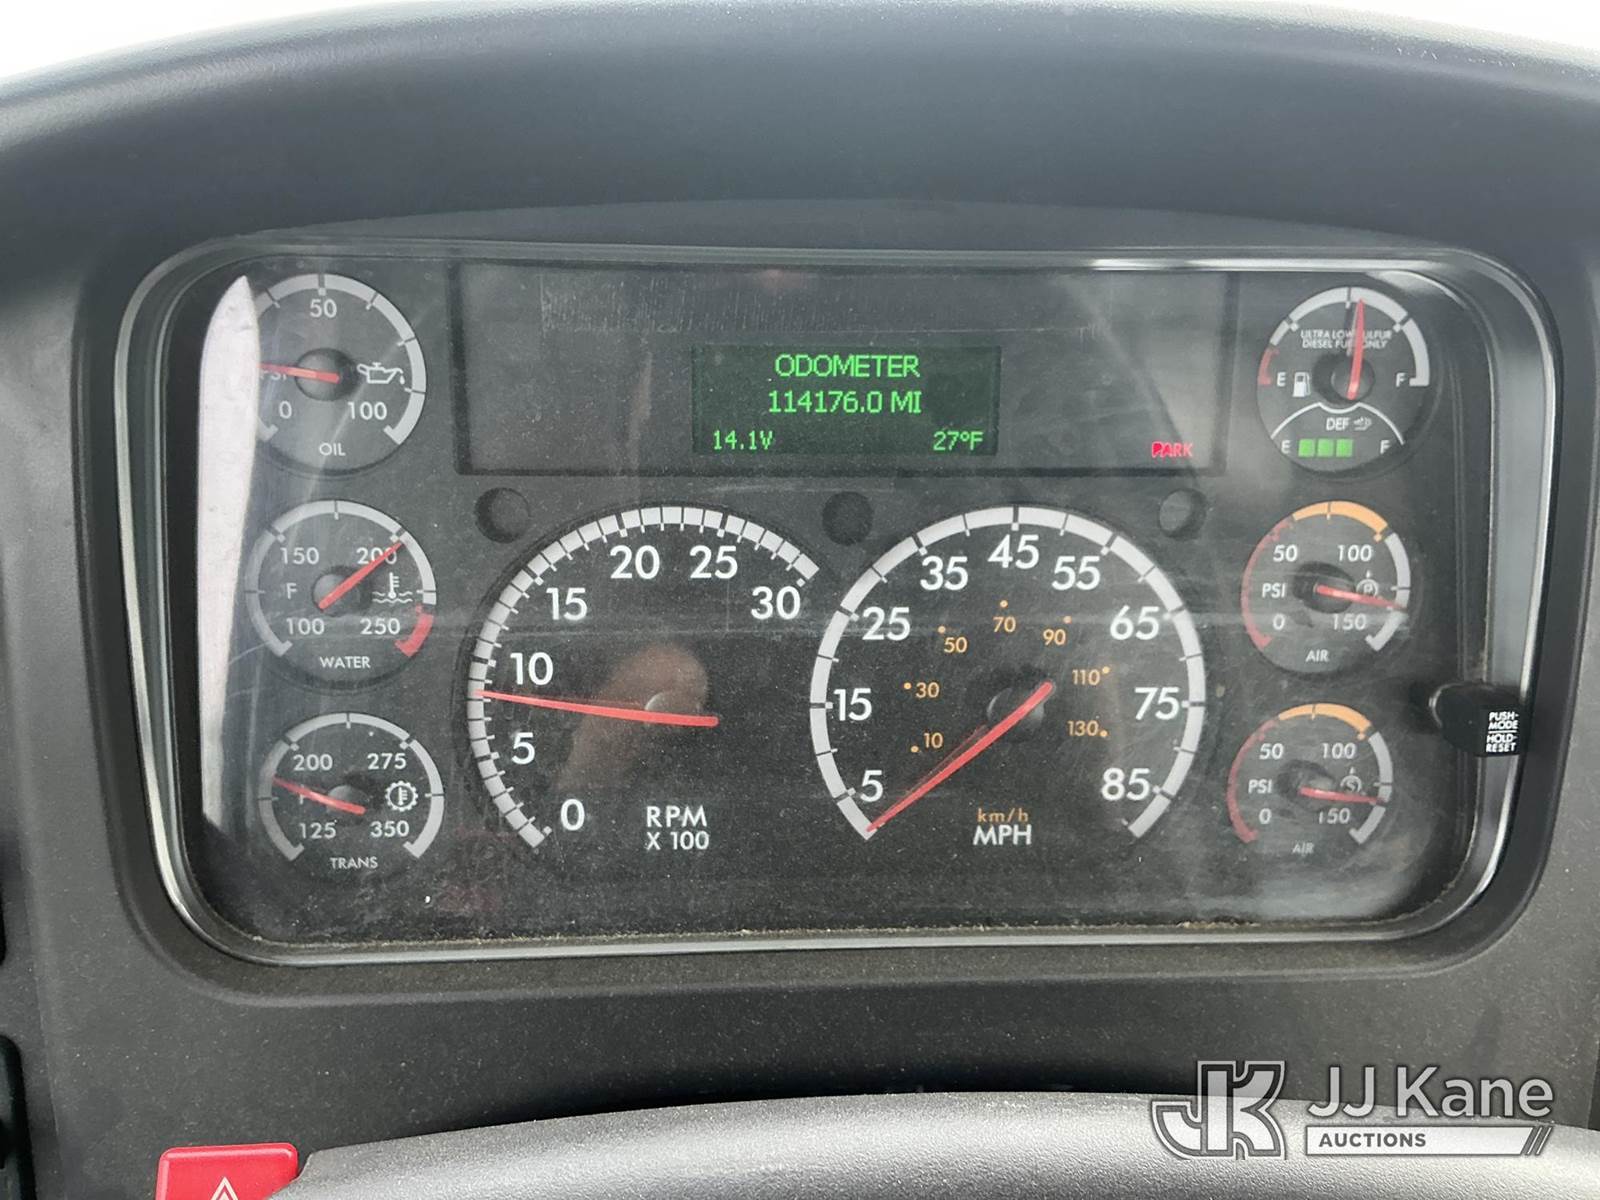 50
PSI
0
100
OIL
ODOMETER
114176.0 MI
14.1V
27°F
PARK
ULTRA LOW SULFUR
DIESEL FUEL ONLY
E
F
DEF
E
F
150
200
F
100
250
WATER
200
275
F
125
350
TRANS
0
5
10
15
20
25
30
RPM
X 100
5
15
25
35
45
55
65
75
85
10
30
50
70
90
110
130
km/h
MPH
50
100
PSI
P
0
150
AIR
50
100
PSI
S
0
150
AIR
PUSH-
MODE
HOLD-
RESET
JK
JJ Kane
AUCTIONS